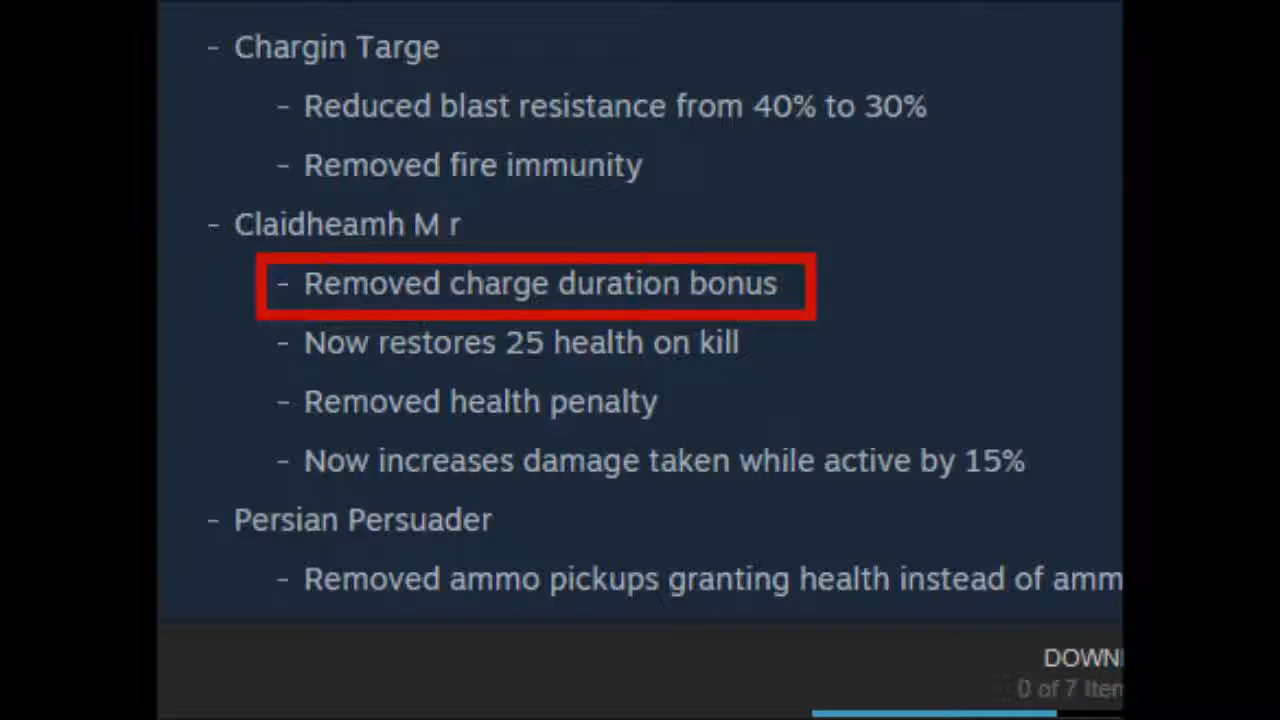 - Chargin Targe
- Reduced blast resistance from 40% to 30%
- Removed fire immunity
- Claidheamh M r
- Removed charge duration bonus
- Now restores 25 health on kill
- Removed health penalty
- Now increases damage taken while active by 15%
- Persian Persuader
- Removed ammo pickups granting health instead of amm
DOWN
0 of 7 Item